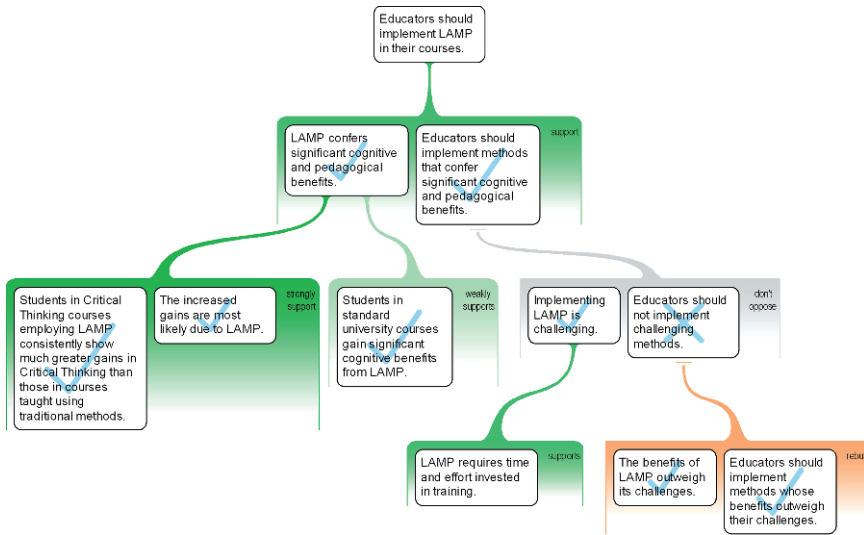 Educators should
implement LAMP
in their courses.
LAMP confers
significant cognitive
and pedagogical
benefits.
Educators should
implement methods
that confer
significant cognitive
and pedagogical
benefits.
support
Students in Critical
Thinking courses
employing LAMP
consistently show
much greater gains in
Critical Thinking than
those in courses
taught using
traditional methods.
The increased
gains are most
likely due to LAMP.
strongly
support
Students in
standard
university courses
gain significant
cognitive benefits
from LAMP.
weakly
supports
Implementing
LAMP is
challenging.
Educators should
not implement
challenging
methods.
don't
oppose
LAMP requires time
and effort invested
in training.
supports
The benefits of
LAMP outweigh
its challenges.
Educators should
implement
methods whose
benefits outweigh
their challenges.
rebu